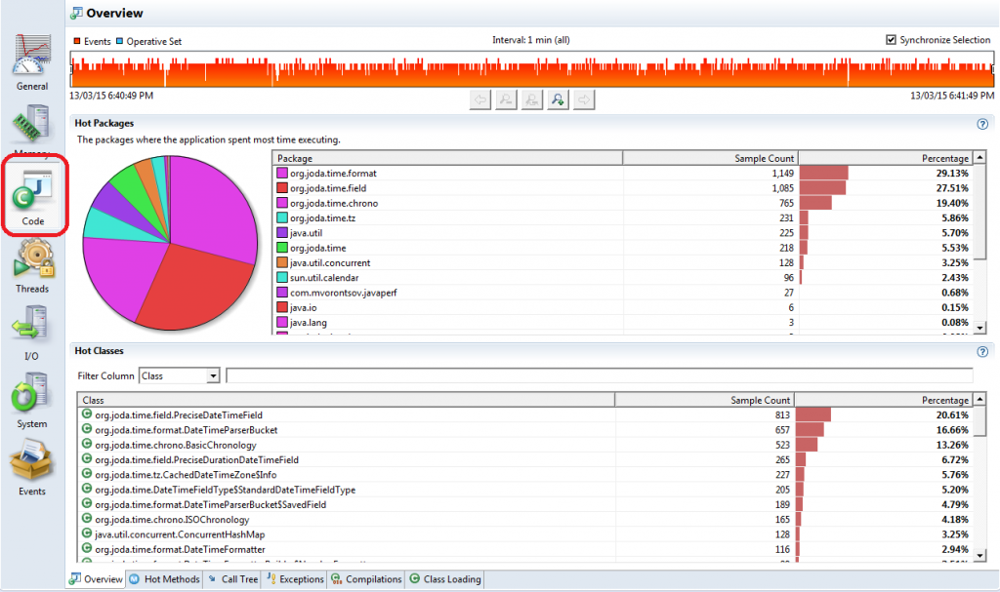 Overview
Events Operative Set Interval: 1 min (all) Synchronize Selection
13/03/15 6:40:49 PM 13/03/15 6:41:49 PM
General
Memory
Code
Threads
I/O
System
Events
Hot Packages
The packages where the application spent most time executing.
Package Sample Count Percentage
org.joda.time.format 1,149 29.13%
org.joda.time.field 1,085 27.51%
org.joda.time.chrono 765 19.40%
org.joda.time.tz 231 5.86%
java.util 225 5.70%
org.joda.time 218 5.53%
java.util.concurrent 128 3.25%
sun.util.calendar 96 2.43%
com.mvorontsov.javaperf 27 0.68%
java.io 6 0.15%
java.lang 3 0.08%
Hot Classes
Filter Column Class
Class Sample Count Percentage
org.joda.time.field.PreciseDateTimeField 813 20.61%
org.joda.time.format.DateTimeParserBucket 657 16.66%
org.joda.time.chrono.BasicChronology 523 13.26%
org.joda.time.field.PreciseDurationDateTimeField 265 6.72%
org.joda.time.tz.CachedDateTimeZone$Info 227 5.76%
org.joda.time.DateTimeFieldType$StandardDateTimeFieldType 205 5.20%
org.joda.time.format.DateTimeParserBucket$SavedField 189 4.79%
org.joda.time.chrono.ISOChronology 165 4.18%
java.util.concurrent.ConcurrentHashMap 128 3.25%
org.joda.time.format.DateTimeFormatter 116 2.94%
Overview Hot Methods Call Tree Exceptions Compilations Class Loading